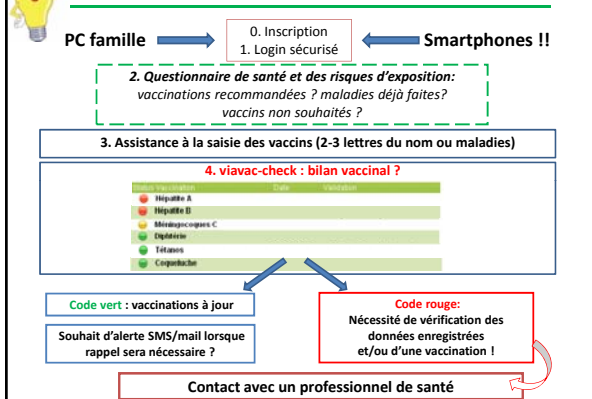 PC famille
0. Inscription
1. Login sécurisé
Smartphones !!
2. Questionnaire de santé et des risques d'exposition:
vaccinations recommandées ? maladies déjà faites?
vaccins non souhaités ?
3. Assistance à la saisie des vaccins (2-3 lettres du nom ou maladies)
4. viavac-check : bilan vaccinal ?
Status Vaccination Date Validation
Hépatite A
Hépatite B
Méningocoques C
Diphtérie
Tétanos
Coqueluche
Code vert : vaccinations à jour
Souhait d'alerte SMS/mail lorsque
rappel sera nécessaire ?
Code rouge:
Nécessité de vérification des
données enregistrées
et/ou d'une vaccination !
Contact avec un professionnel de santé